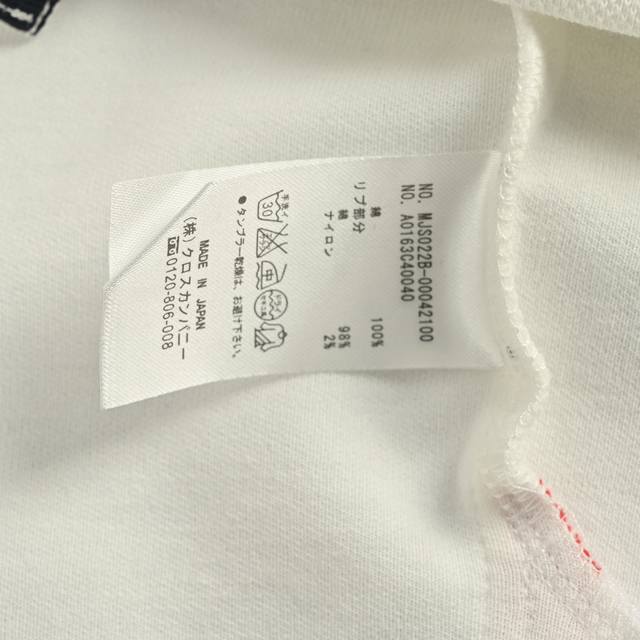 NO. MJS022B-00042100
NO. A0163C40040
綿 100%
リブ部分
綿 98%
ナイロン 2%
手洗イ
30
● タンブラー乾燥は、お避け下さい。
MADE IN JAPAN
(株)クロスカンパニー
0120-806-008